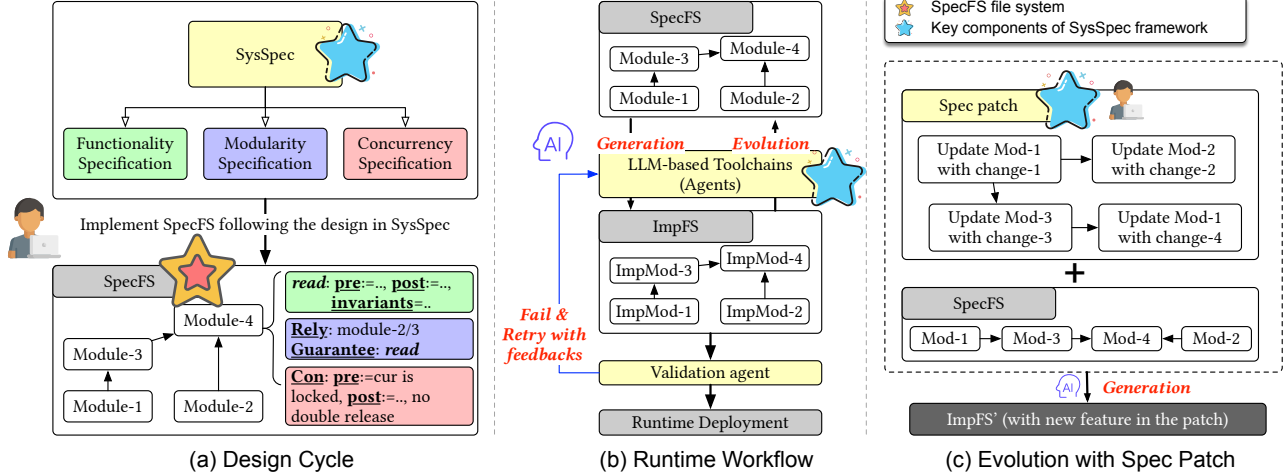 SysSpec
Functionality
Specification
Modularity
Specification
Concurrency
Specification
Implement SpecFS following the design in SysSpec
SpecFS
Module-4
Module-3
Module-1
Module-2
read: pre:=.., post:=..,
invariants=..
Rely: module-2/3
Guarantee: read
Con: pre:=cur is
locked, post:=.., no
double release
(a) Design Cycle
SpecFS
Module-4
Module-3
Module-1
Module-2
AI
Generation
Evolution
LLM-based Toolchains
(Agents)
ImpFS
ImpMod-4
ImpMod-3
ImpMod-1
ImpMod-2
Fail &
Retry with
feedbacks
Validation agent
Runtime Deployment
(b) Runtime Workflow
SpecFS file system
Key components of SysSpec framework
Spec patch
Update Mod-1
with change-1
Update Mod-2
with change-2
Update Mod-3
with change-3
Update Mod-1
with change-4
+
SpecFS
Mod-1
Mod-3
Mod-4
Mod-2
AI
Generation
ImpFS' (with new feature in the patch)
(c) Evolution with Spec Patch